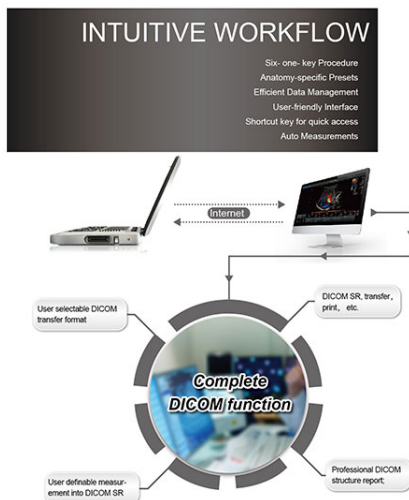 INTUITIVE WORKFLOW
Six- one- key Procedure
Anatomy-specific Presets
Efficient Data Management
User-friendly Interface
Shortcut key for quick access
Auto Measurements
Internet
User selectable DICOM
transfer format
DICOM SR, transfer,
print, etc.
Complete
DICOM function
User definable measur-
ement into DICOM SR
Professional DICOM
structure report;